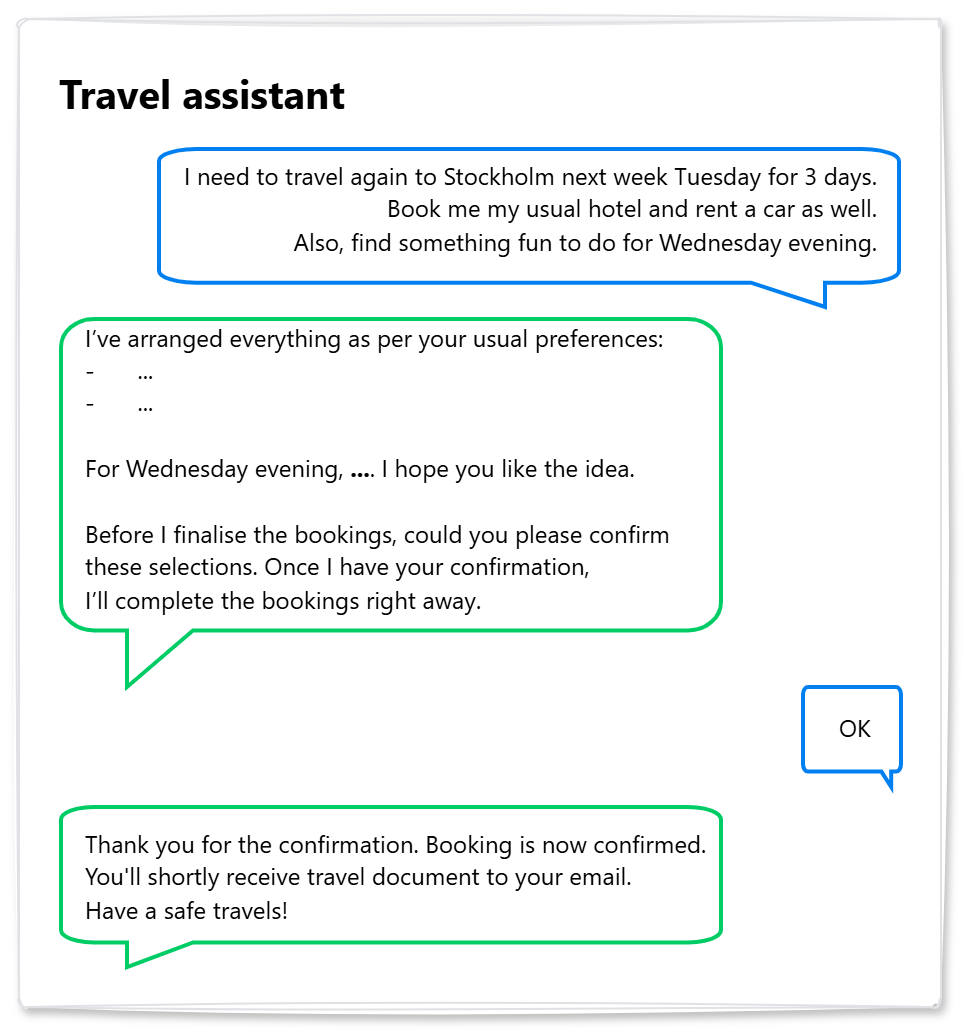 Travel assistant
I need to travel again to Stockholm next week Tuesday for 3 days.
Book me my usual hotel and rent a car as well.
Also, find something fun to do for Wednesday evening.
I’ve arranged everything as per your usual preferences:
- ...
- ...
For Wednesday evening, .... I hope you like the idea.
Before I finalise the bookings, could you please confirm
these selections. Once I have your confirmation,
I’ll complete the bookings right away.
OK
Thank you for the confirmation. Booking is now confirmed.
You'll shortly receive travel document to your email.
Have a safe travels!